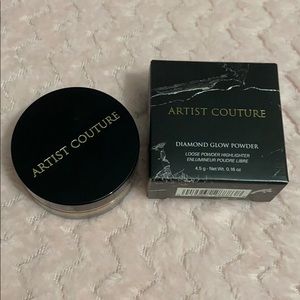 ARTIST COUTURE
ARTIST COUTURE
DIAMOND GLOW POWDER
LOOSE POWDER HIGHLIGHTER
ENLUMINEUR POUDRE LIBRE
4.5 g - Net Wt. 0.16 oz